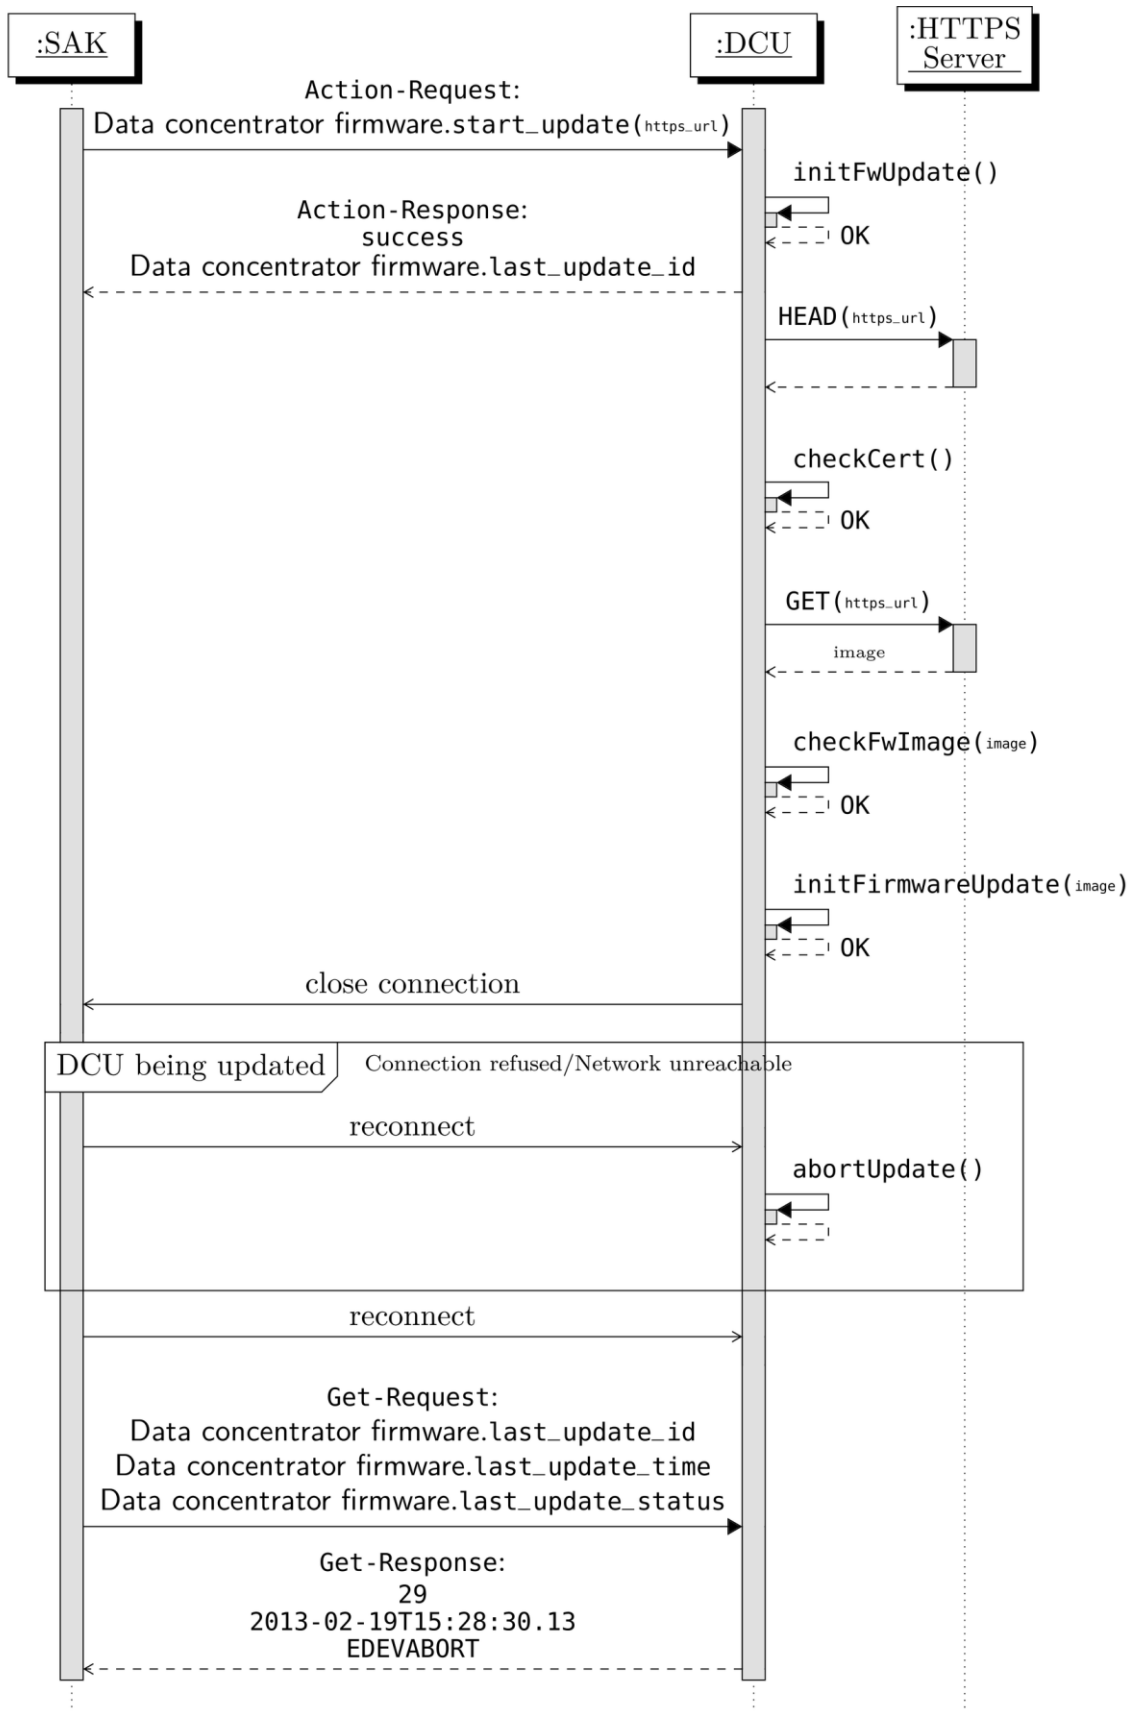 :SAK
:DCU
:HTTPS
Server
Action-Request:
Data concentrator firmware.start_update(https_url)
initFwUpdate()
Action-Response:
success
OK
Data concentrator firmware.last_update_id
HEAD(https_url)
checkCert()
OK
GET(https_url)
image
checkFwImage(image)
OK
initFirmwareUpdate(image)
OK
close connection
DCU being updated
Connection refused/Network unreachable
reconnect
abortUpdate()
reconnect
Get-Request:
Data concentrator firmware.last_update_id
Data concentrator firmware.last_update_time
Data concentrator firmware.last_update_status
Get-Response:
29
2013-02-19T15:28:30.13
EDEVABORT